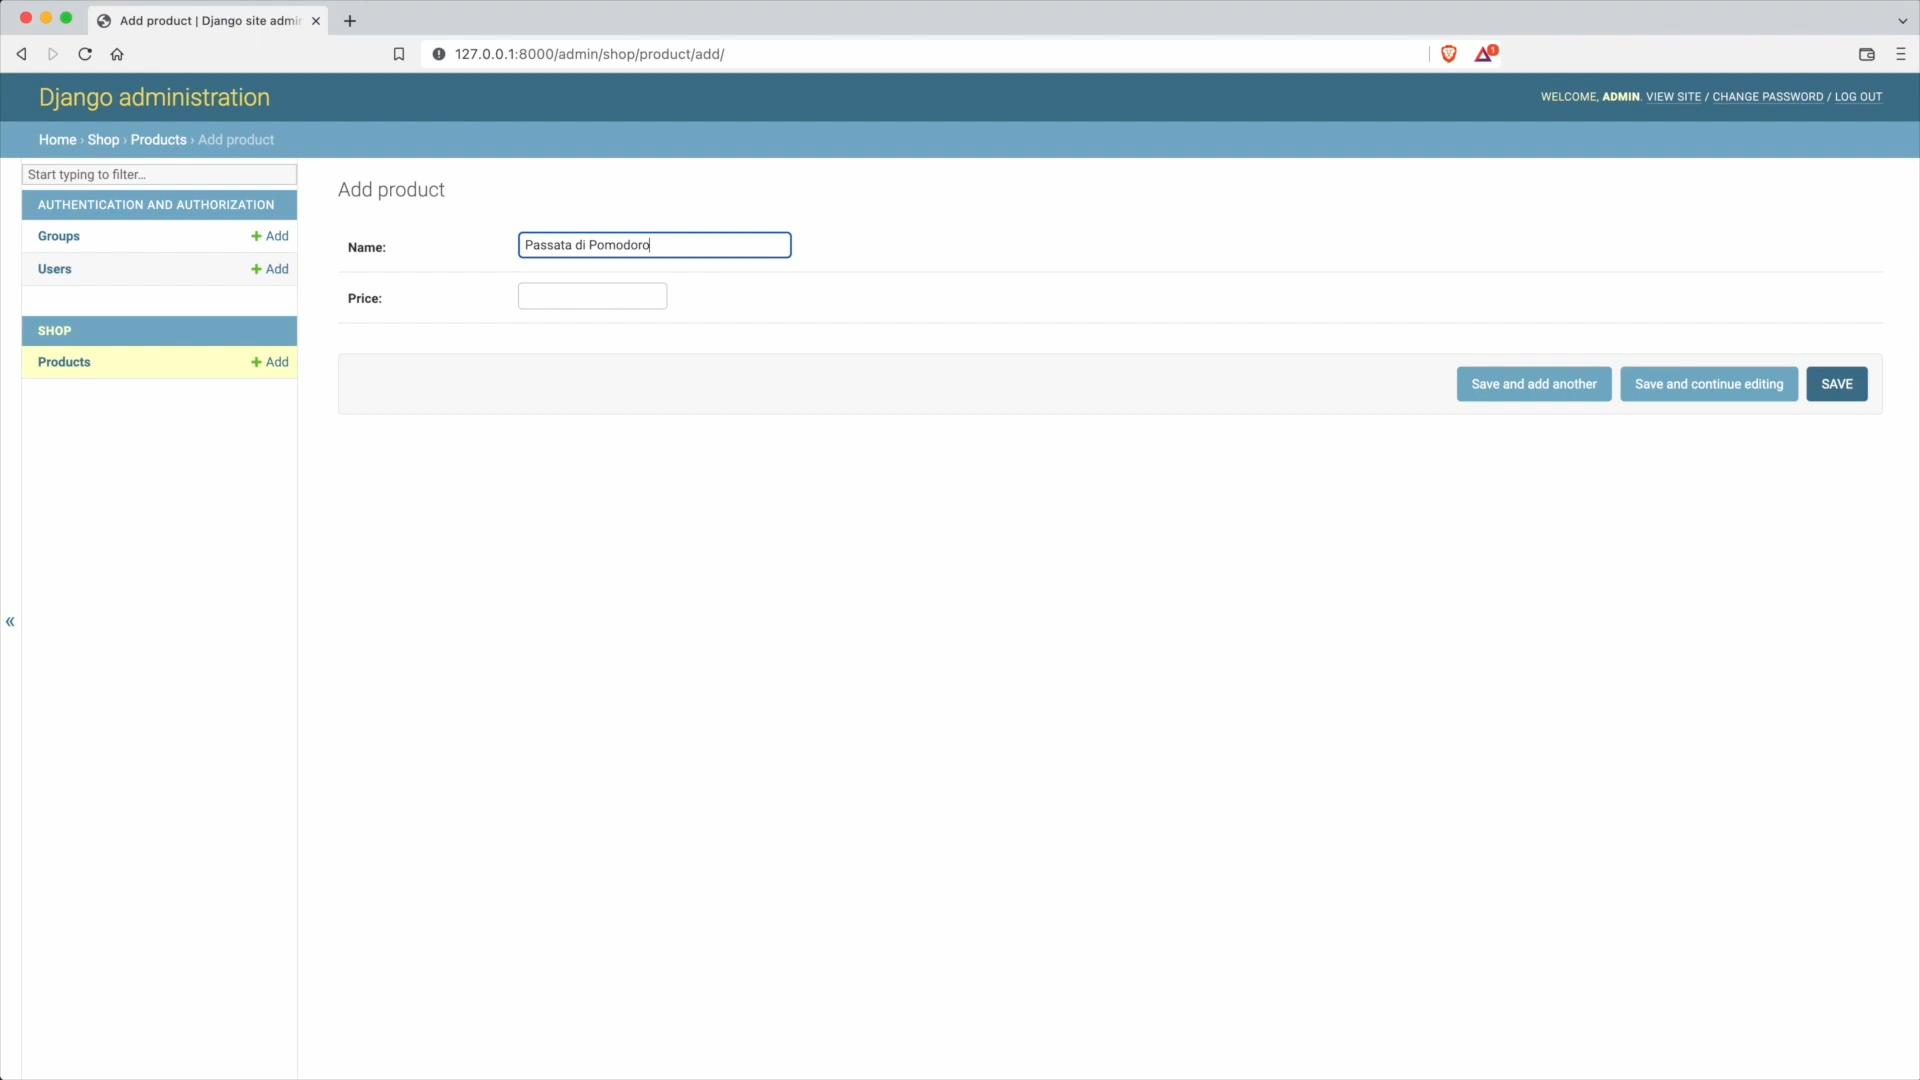 Add product | Django site admin
127.0.0.1:8000/admin/shop/product/add/
1
Django administration
WELCOME, ADMIN. VIEW SITE / CHANGE PASSWORD / LOG OUT
Home › Shop › Products › Add product
Start typing to filter…
AUTHENTICATION AND AUTHORIZATION
Groups + Add
Users + Add
SHOP
Products + Add
«
Add product
Name: Passata di Pomodoro
Price:
Save and add another Save and continue editing SAVE